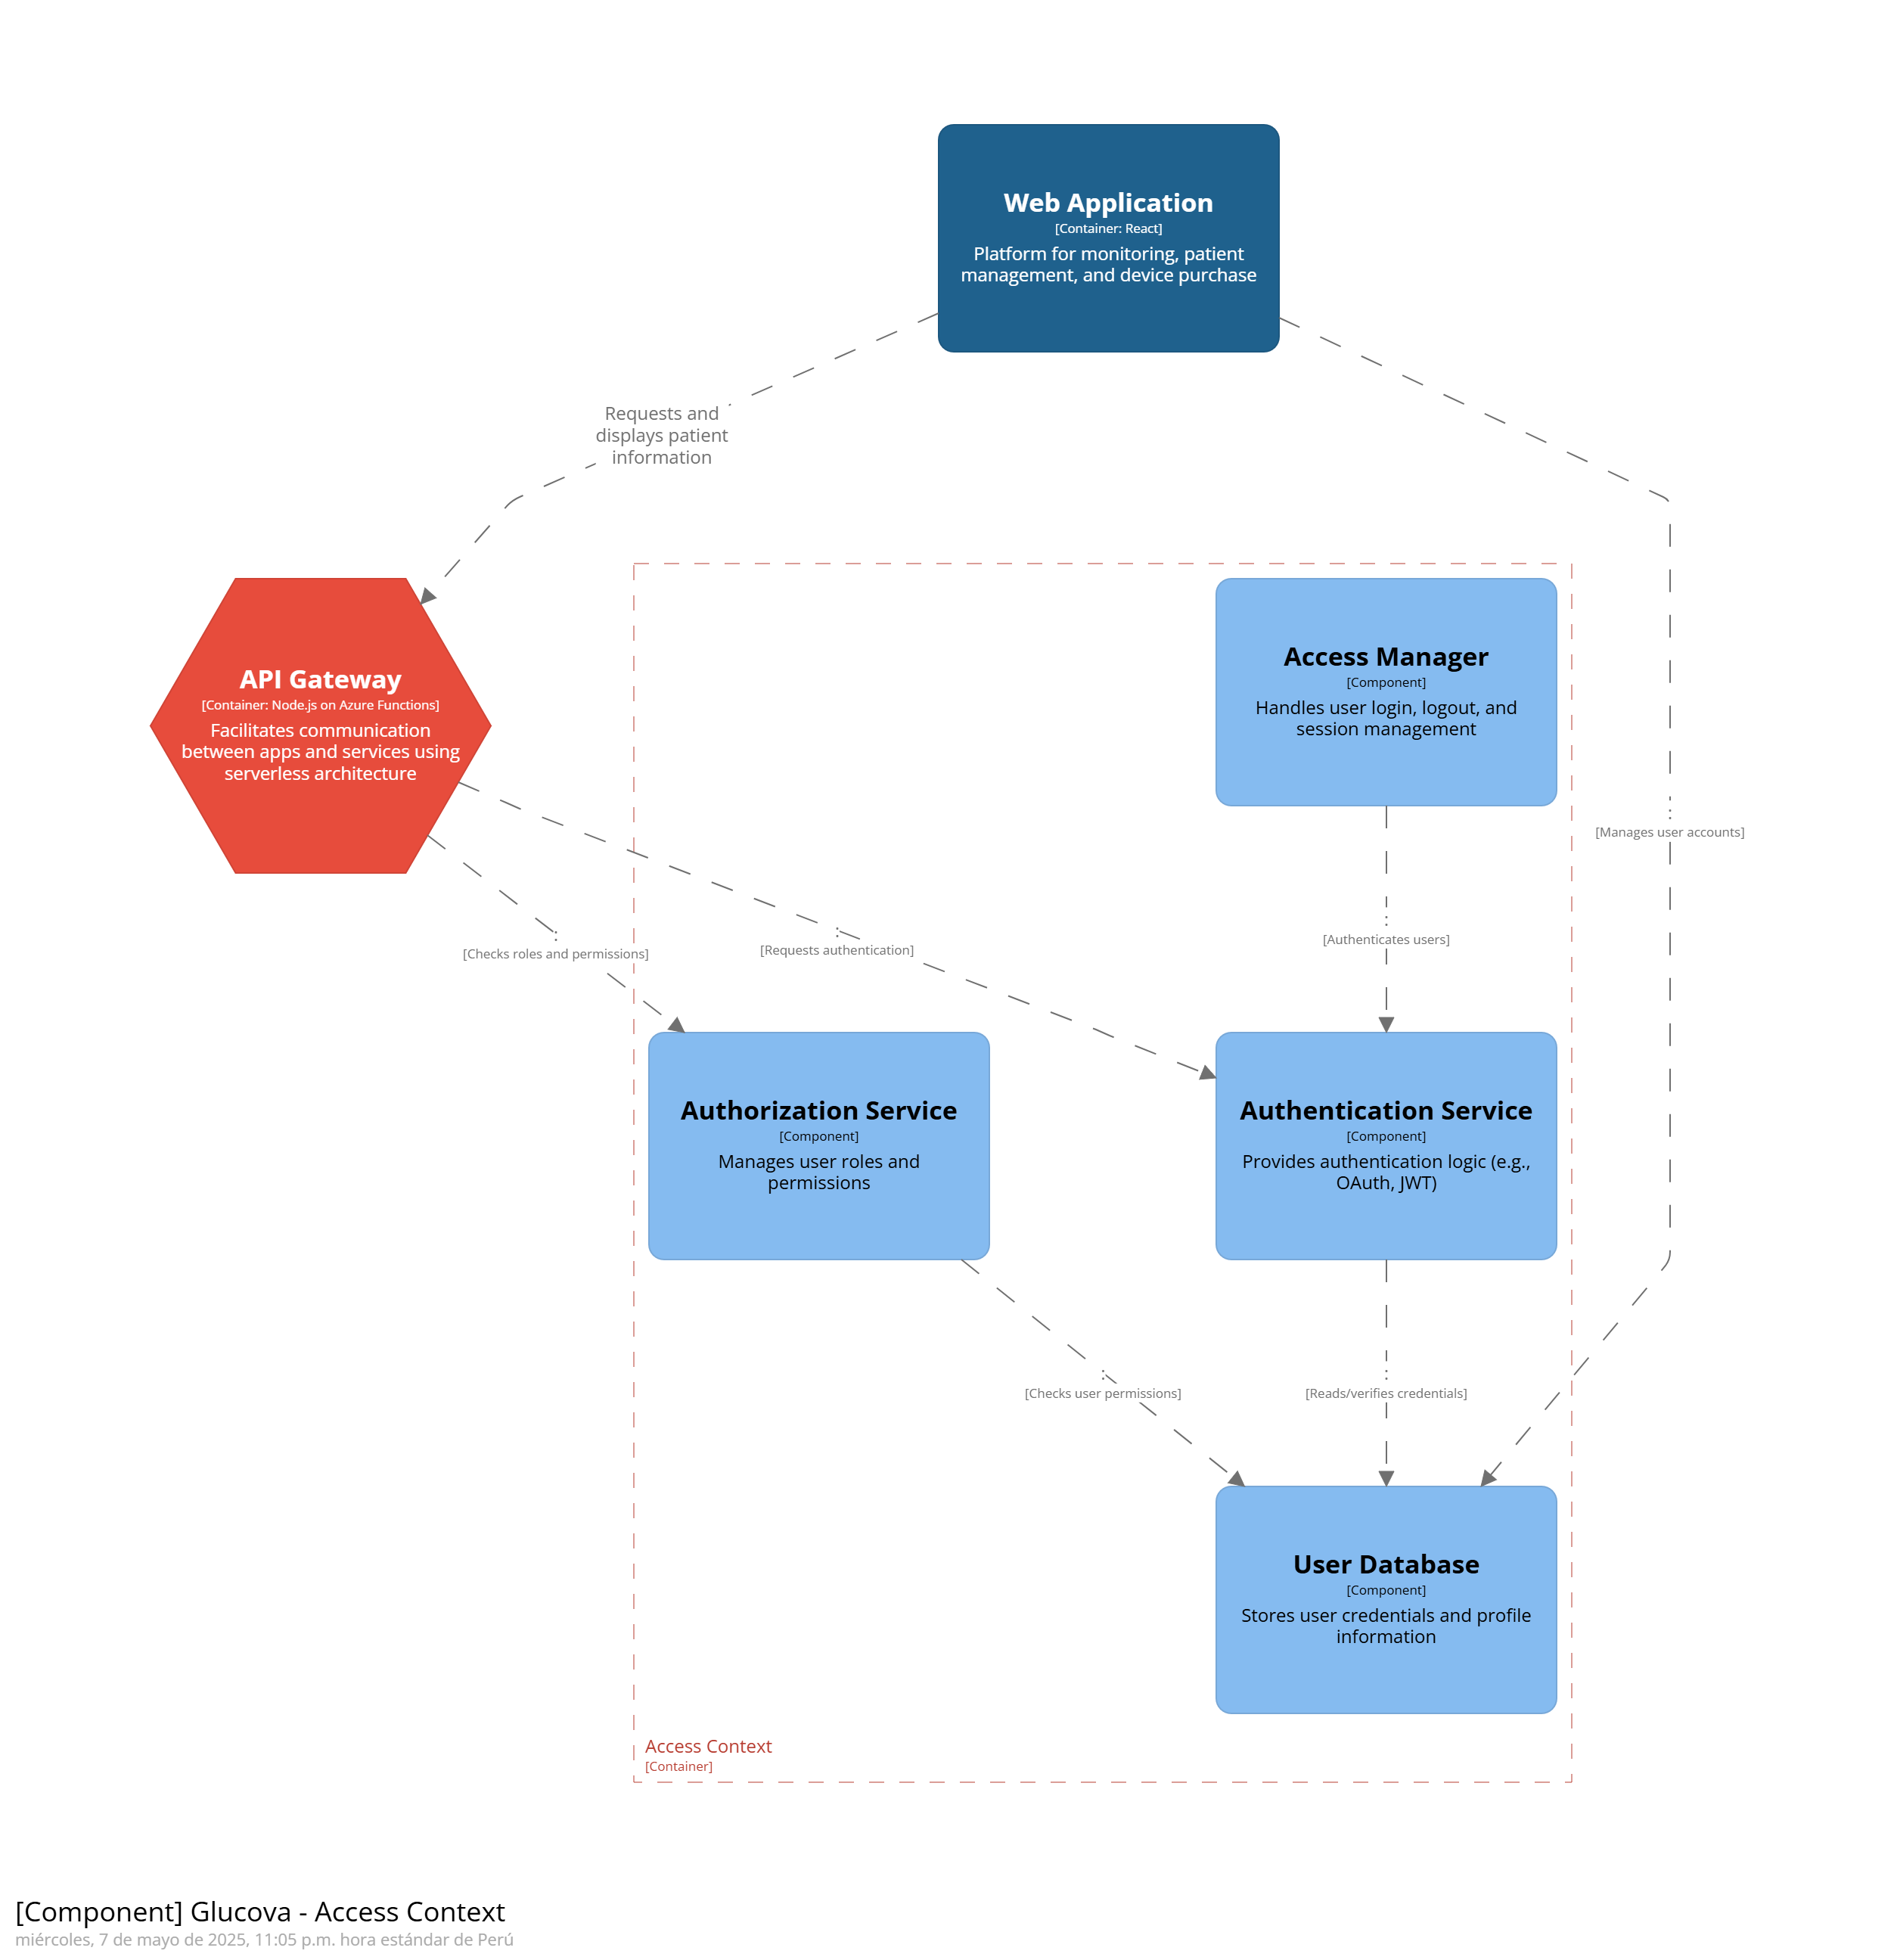 Web Application
[Container: React]
Platform for monitoring, patient
management, and device purchase
Requests and
displays patient
information
API Gateway
[Container: Node.js on Azure Functions]
Facilitates communication
between apps and services using
serverless architecture
Access Manager
[Component]
Handles user login, logout, and
session management
:
[Manages user accounts]
:
[Checks roles and permissions]
:
[Requests authentication]
:
[Authenticates users]
Authorization Service
[Component]
Manages user roles and
permissions
Authentication Service
[Component]
Provides authentication logic (e.g.,
OAuth, JWT)
:
[Checks user permissions]
:
[Reads/verifies credentials]
User Database
[Component]
Stores user credentials and profile
information
Access Context
[Container]
[Component] Glucova - Access Context
miércoles, 7 de mayo de 2025, 11:05 p.m. hora estándar de Perú